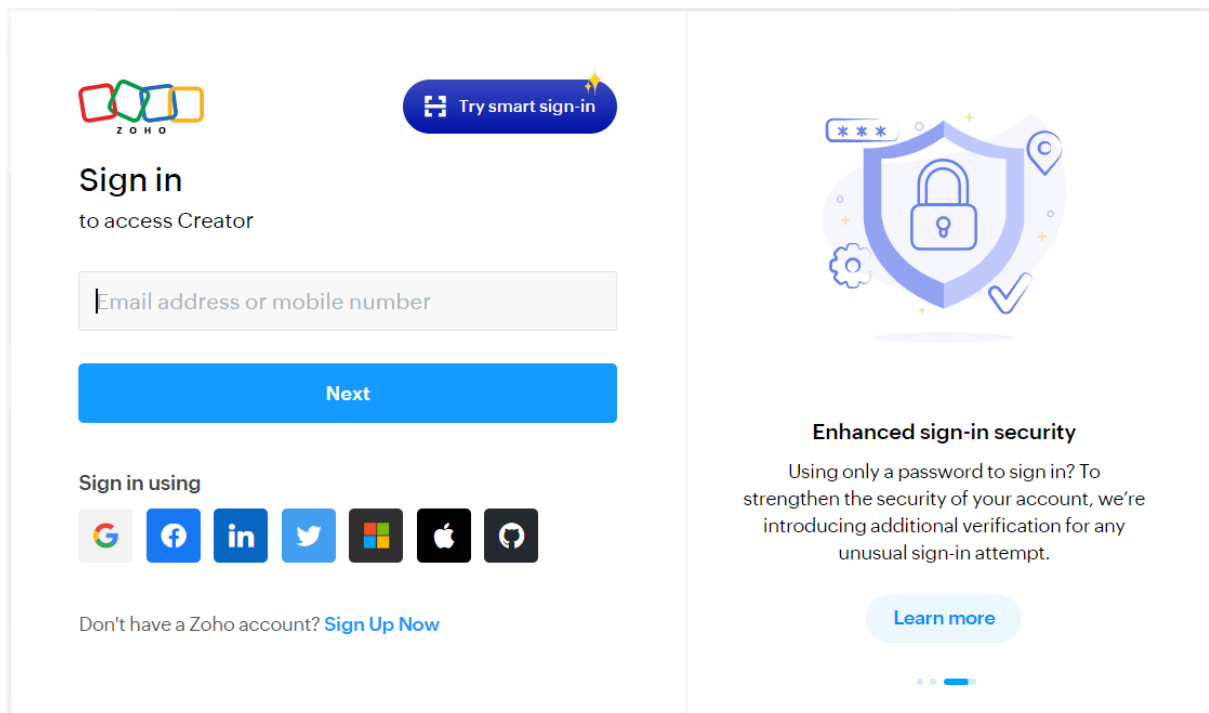 ZOHO
Try smart sign-in
Sign in
to access Creator
Email address or mobile number
Next
Sign in using
in
Don't have a Zoho account? Sign Up Now
* * *
Enhanced sign-in security
Using only a password to sign in? To
strengthen the security of your account, we’re
introducing additional verification for any
unusual sign-in attempt.
Learn more